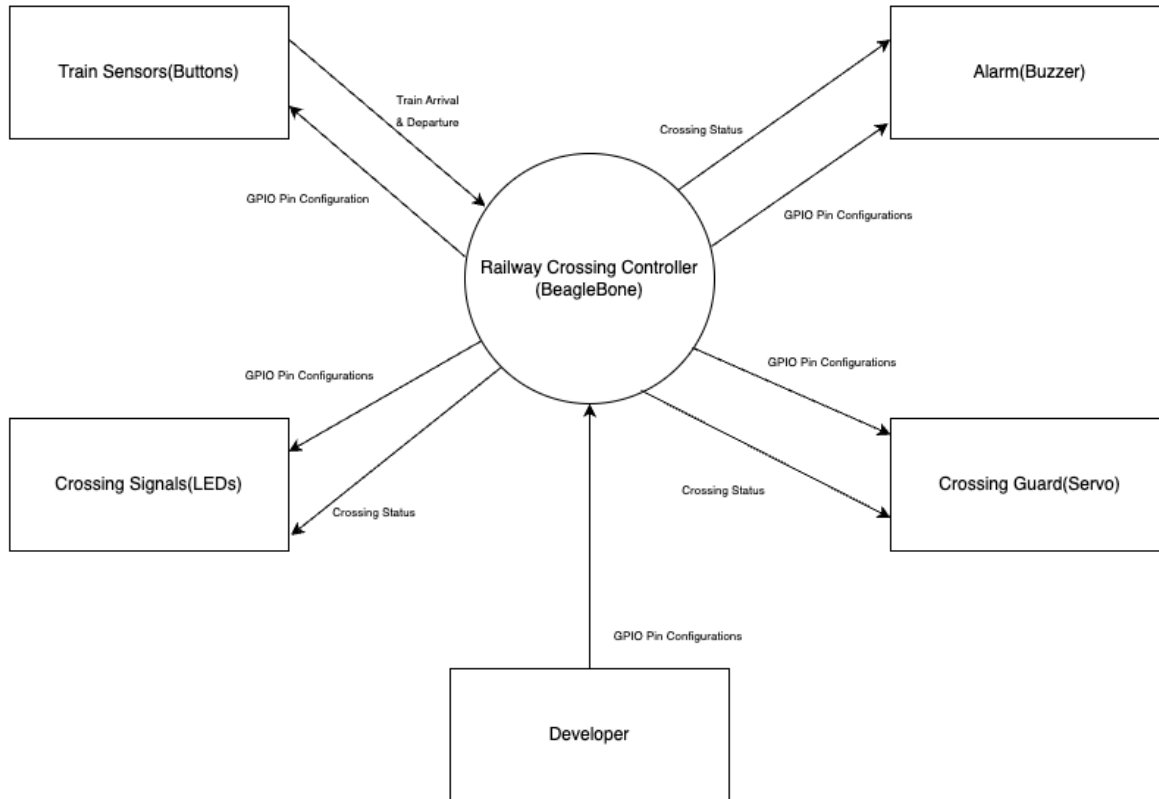 Train Sensors(Buttons)
Alarm(Buzzer)
Train Arrival
& Departure
Crossing Status
GPIO Pin Configuration
GPIO Pin Configurations
Railway Crossing Controller
(BeagleBone)
GPIO Pin Configurations
GPIO Pin Configurations
Crossing Signals(LEDs)
Crossing Guard(Servo)
Crossing Status
Crossing Status
GPIO Pin Configurations
Developer